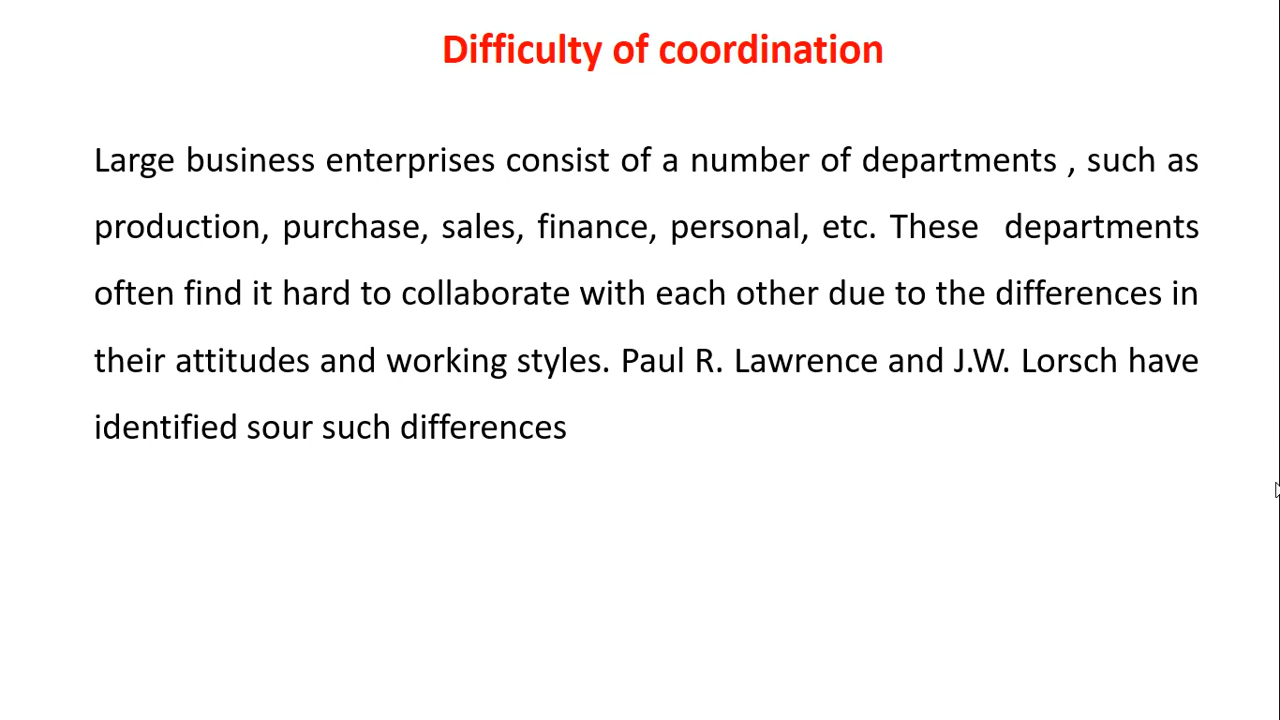 Difficulty of coordination
Large business enterprises consist of a number of departments , such as
production, purchase, sales, finance, personal, etc. These departments
often find it hard to collaborate with each other due to the differences in
their attitudes and working styles. Paul R. Lawrence and J.W. Lorsch have
identified sour such differences